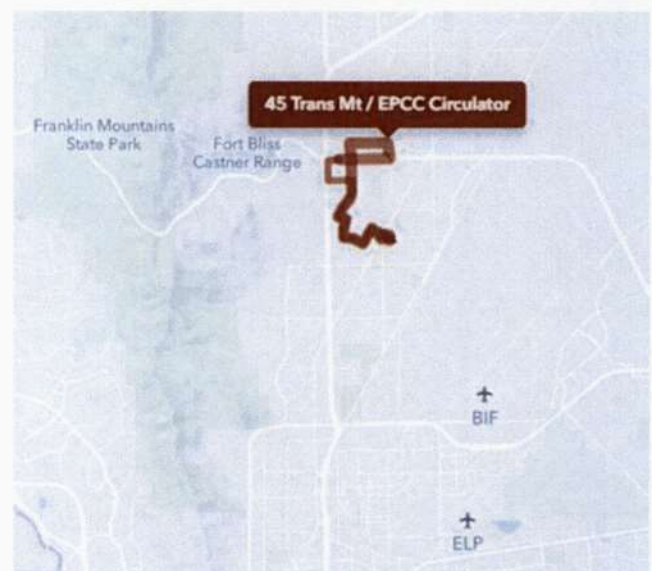 45 Trans Mt / EPCC Circulator
Franklin Mountains
State Park
Fort Bliss
Castner Range
BIF
ELP